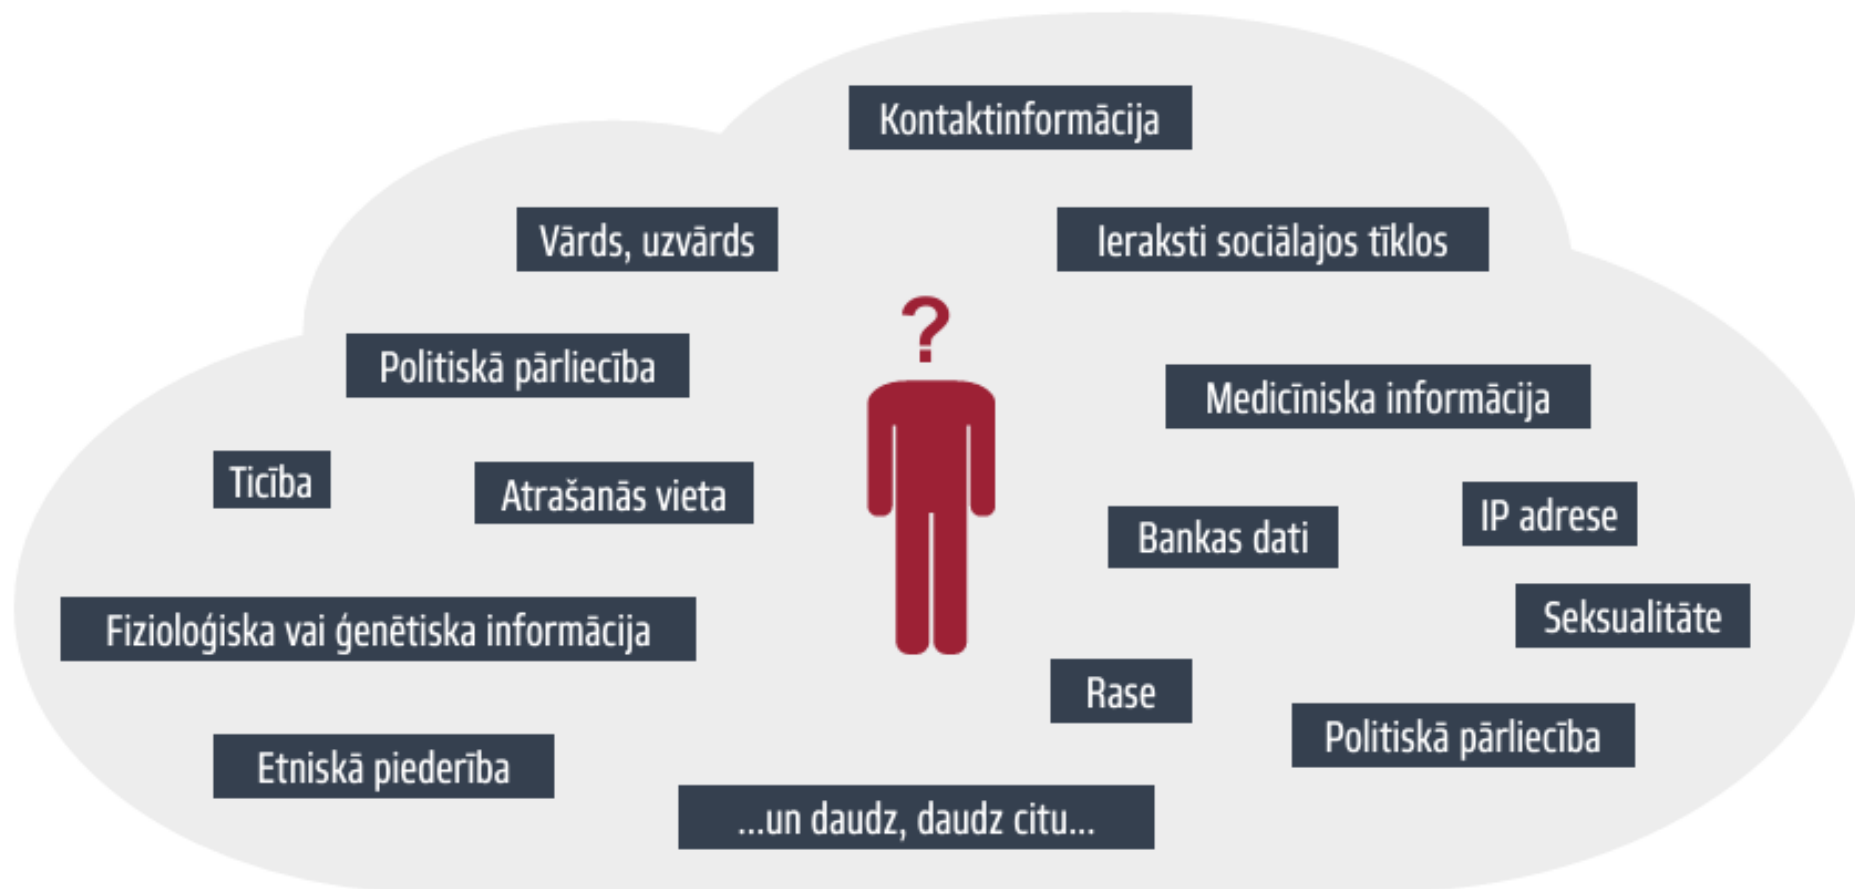 Kontaktinformācija
Vārds, uzvārds
Ieraksti sociālajos tīklos
?
Politiskā pārliecība
Medicīniska informācija
Ticība
Atrašanās vieta
IP adrese
Bankas dati
Fizioloģiska vai ģenētiska informācija
Seksualitāte
Rase
Politiskā pārliecība
Etniskā piederība
...un daudz, daudz citu...